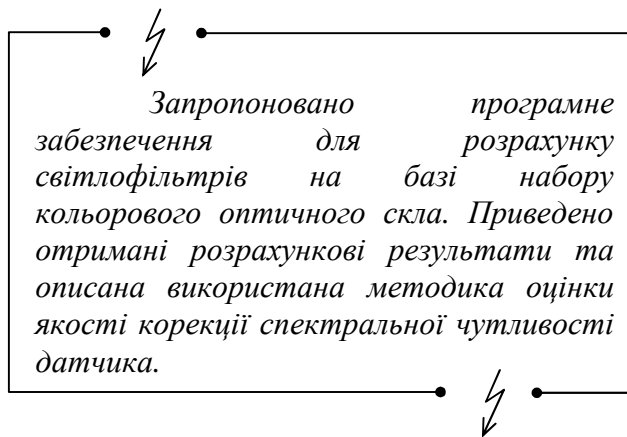 Запропоновано програмне
забезпечення для розрахунку
світлофільтрів на базі набору
кольорового оптичного скла. Приведено
отримані розрахункові результати та
описана використана методика оцінки
якості корекції спектральної чутливості
датчика.